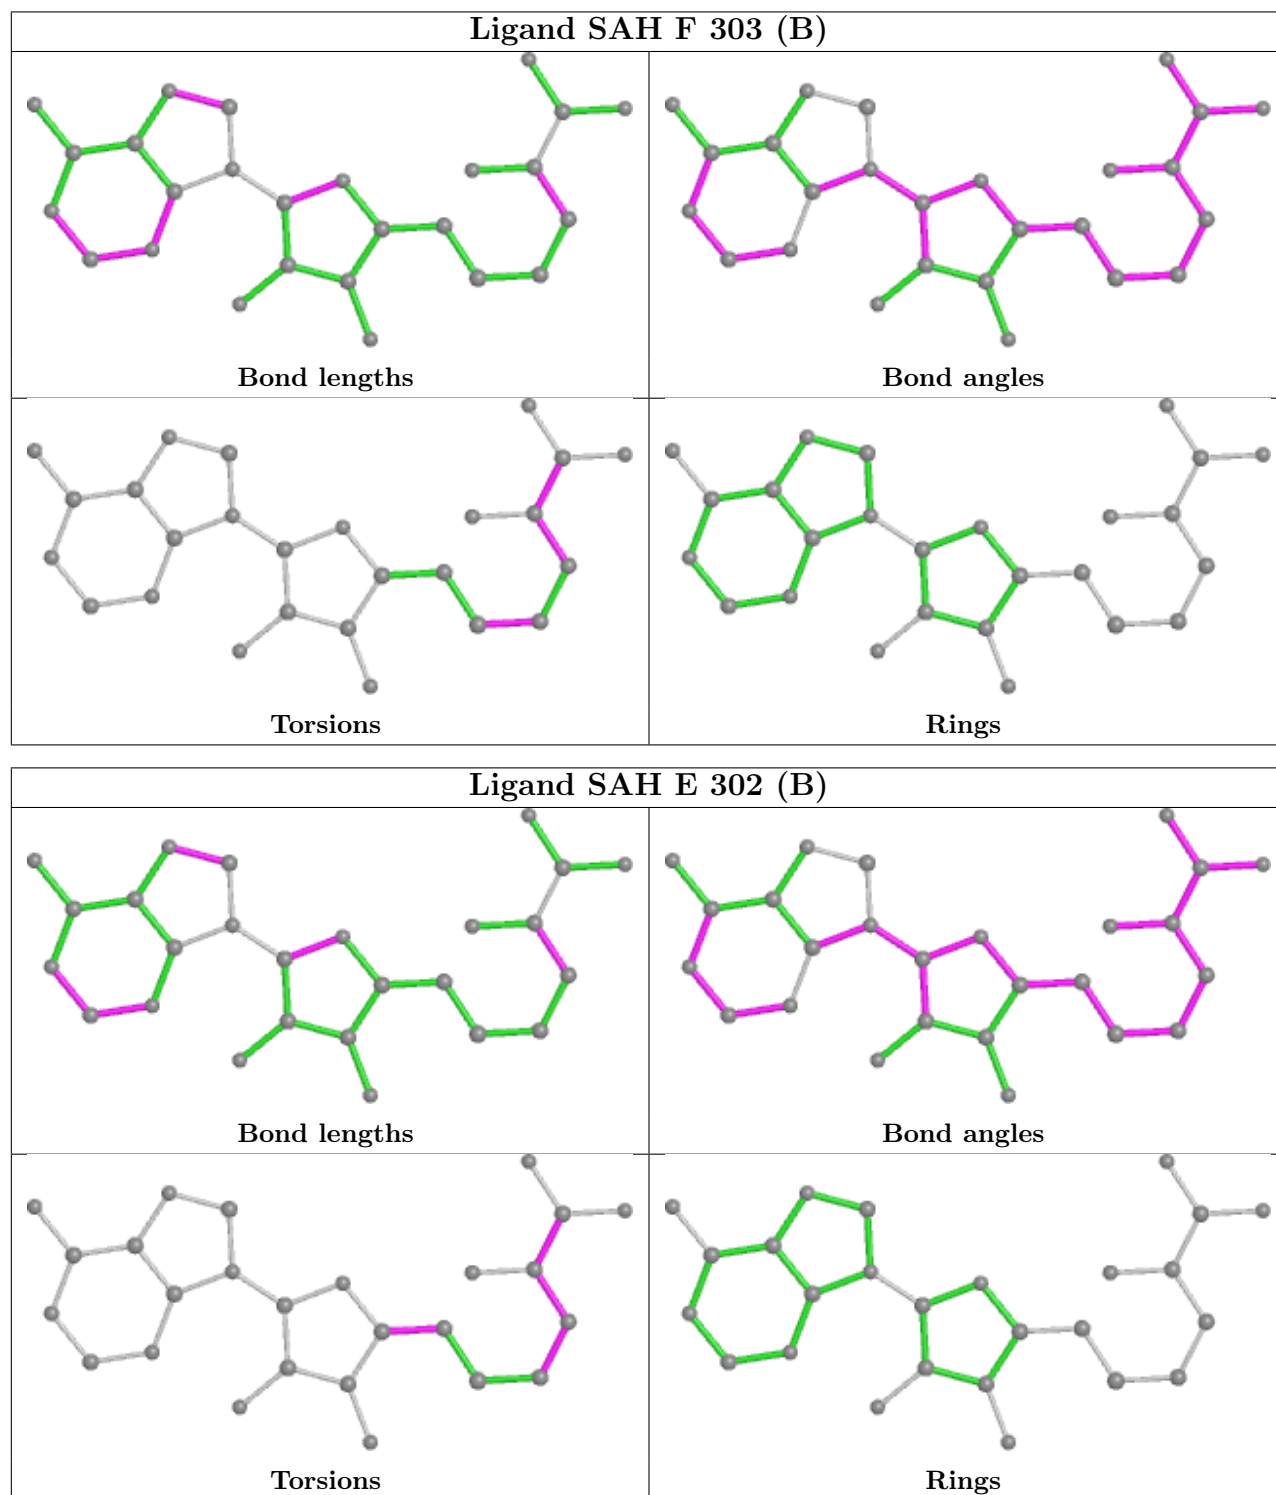 Ligand SAH F 303 (B)
Bond lengths
Bond angles
Torsions
Rings
Ligand SAH E 302 (B)
Bond lengths
Bond angles
Torsions
Rings